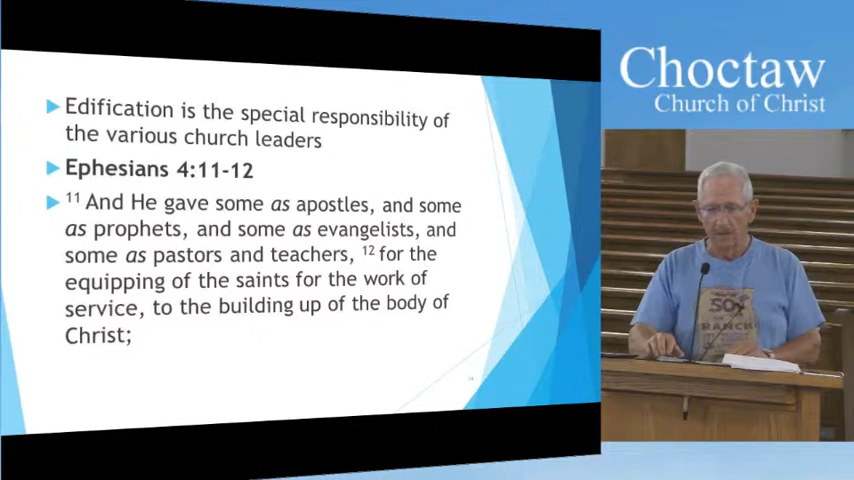 Edification is the special responsibility of
the various church leaders
Ephesians 4:11-12
11 And He gave some as apostles, and some
as prophets, and some as evangelists, and
some as pastors and teachers, 12 for the
equipping of the saints for the work of
service, to the building up of the body of
Christ;
Choctaw
Church of Christ
50
RANCH